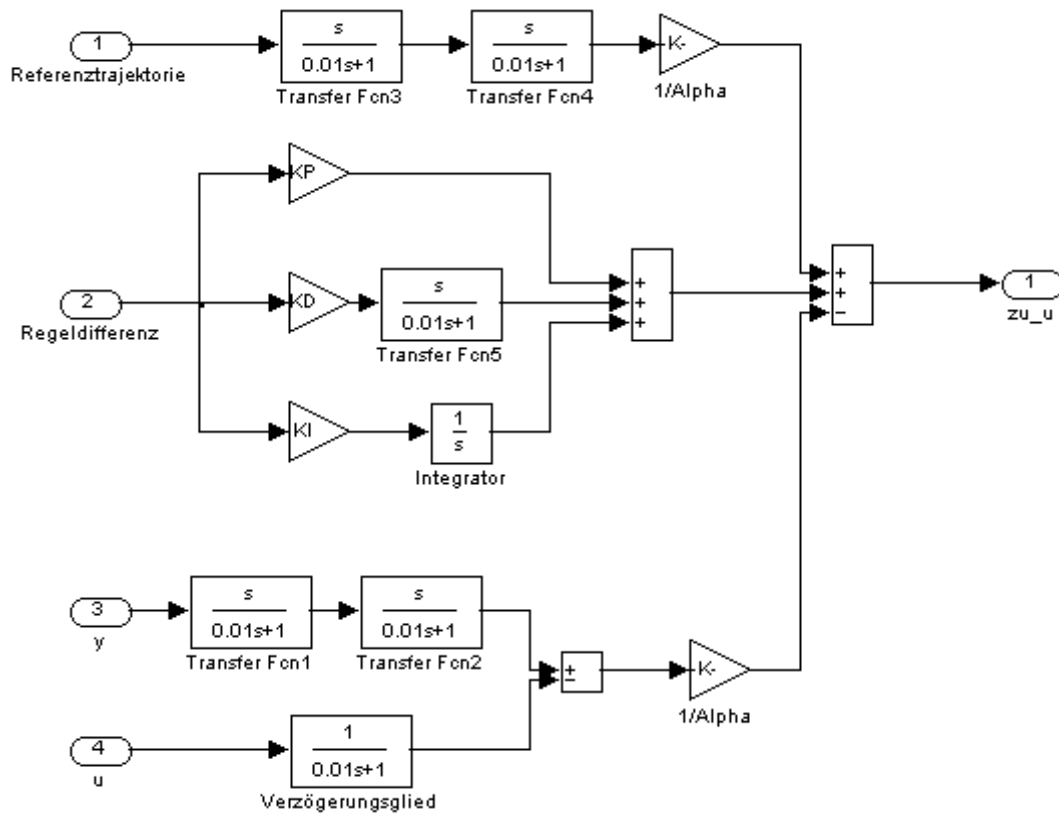 1
Referenztrajektorie
s
0.01s+1
Transfer Fcn3
s
0.01s+1
Transfer Fcn4
K-
1/Alpha
KP
2
Regeldifferenz
KD
s
0.01s+1
Transfer Fcn5
KI
1
s
Integrator
+
+
+
+
+
−
1
zu_u
3
y
s
0.01s+1
Transfer Fcn1
s
0.01s+1
Transfer Fcn2
+
−
K-
1/Alpha
4
u
1
0.01s+1
Verzögerungsglied